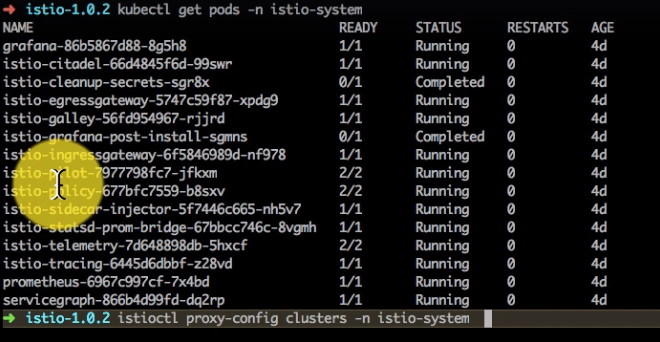 ➜ istio-1.0.2 kubectl get pods -n istio-system
NAME READY STATUS RESTARTS AGE
grafana-86b5867d88-8g5h8 1/1 Running 0 4d
istio-citadel-66d4845f6d-99swr 1/1 Running 0 4d
istio-cleanup-secrets-sgr8x 0/1 Completed 0 4d
istio-egressgateway-5747c59f87-xpdg9 1/1 Running 0 4d
istio-galley-56fd954967-rjjrd 1/1 Running 0 4d
istio-grafana-post-install-sgmns 0/1 Completed 0 4d
istio-ingressgateway-6f5846989d-nf978 1/1 Running 0 4d
istio-pilot-7977798fc7-jfkxm 2/2 Running 0 4d
istio-policy-677bfc7559-b8sxv 2/2 Running 0 4d
istio-sidecar-injector-5f7446c665-nh5v7 1/1 Running 0 4d
istio-statsd-prom-bridge-67bbcc746c-8vgmh 1/1 Running 0 4d
istio-telemetry-7d648898db-5hxcf 2/2 Running 0 4d
istio-tracing-6445d6dbbf-z28vd 1/1 Running 0 4d
prometheus-6967c997cf-7x4bd 1/1 Running 0 4d
servicegraph-866b4d99fd-dq2rp 1/1 Running 0 4d
➜ istio-1.0.2 istioctl proxy-config clusters -n istio-system